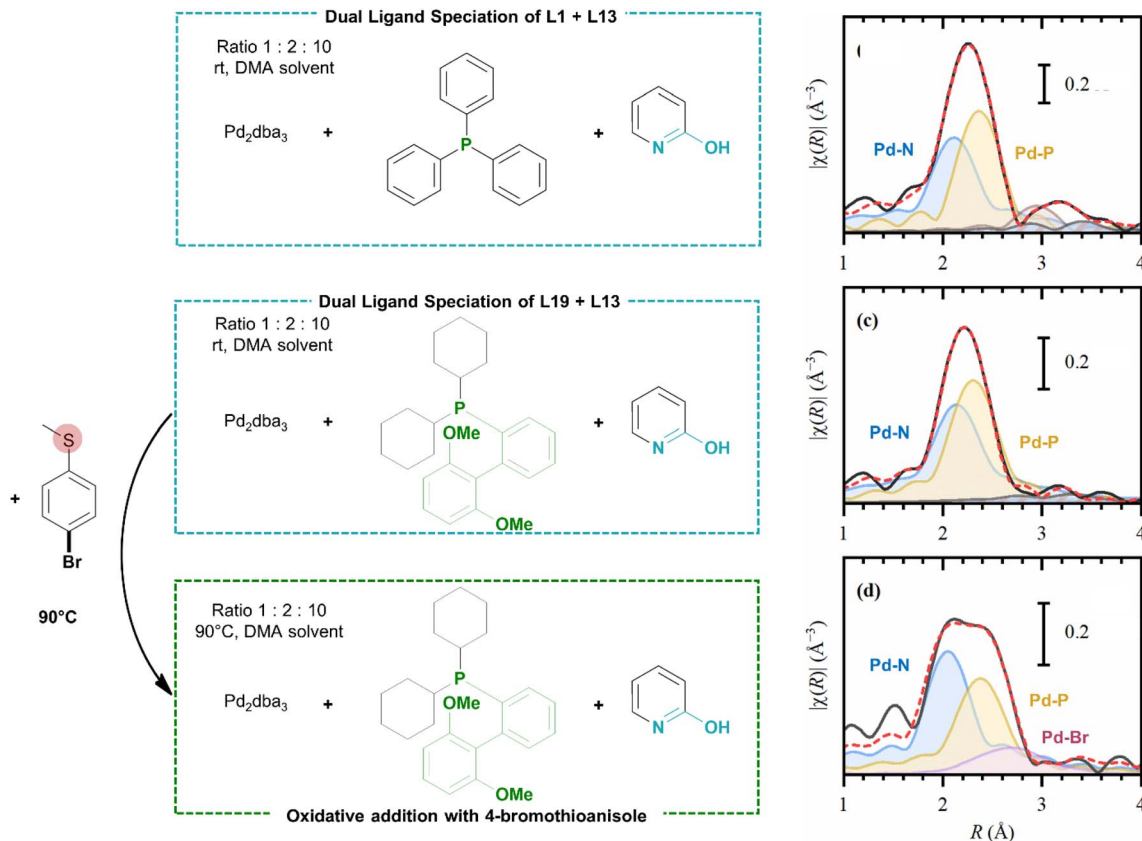 Dual Ligand Speciation of L1 + L13
Ratio 1 : 2 : 10
rt, DMA solvent
Pd₂dba₃
+
P
+
N
OH
|χ(R)| (Å⁻³)
0.2
Pd-N
Pd-P
1
2
3
4
Dual Ligand Speciation of L19 + L13
Ratio 1 : 2 : 10
rt, DMA solvent
Pd₂dba₃
+
P
OMe
OMe
+
N
OH
|χ(R)| (Å⁻³)
(c)
0.2
Pd-N
Pd-P
1
2
3
4
+
S
Br
90°C
Ratio 1 : 2 : 10
90°C, DMA solvent
Pd₂dba₃
+
P
OMe
OMe
+
N
OH
Oxidative addition with 4-bromothioanisole
|χ(R)| (Å⁻³)
(d)
0.2
Pd-N
Pd-P
Pd-Br
1
2
3
4
R (Å)